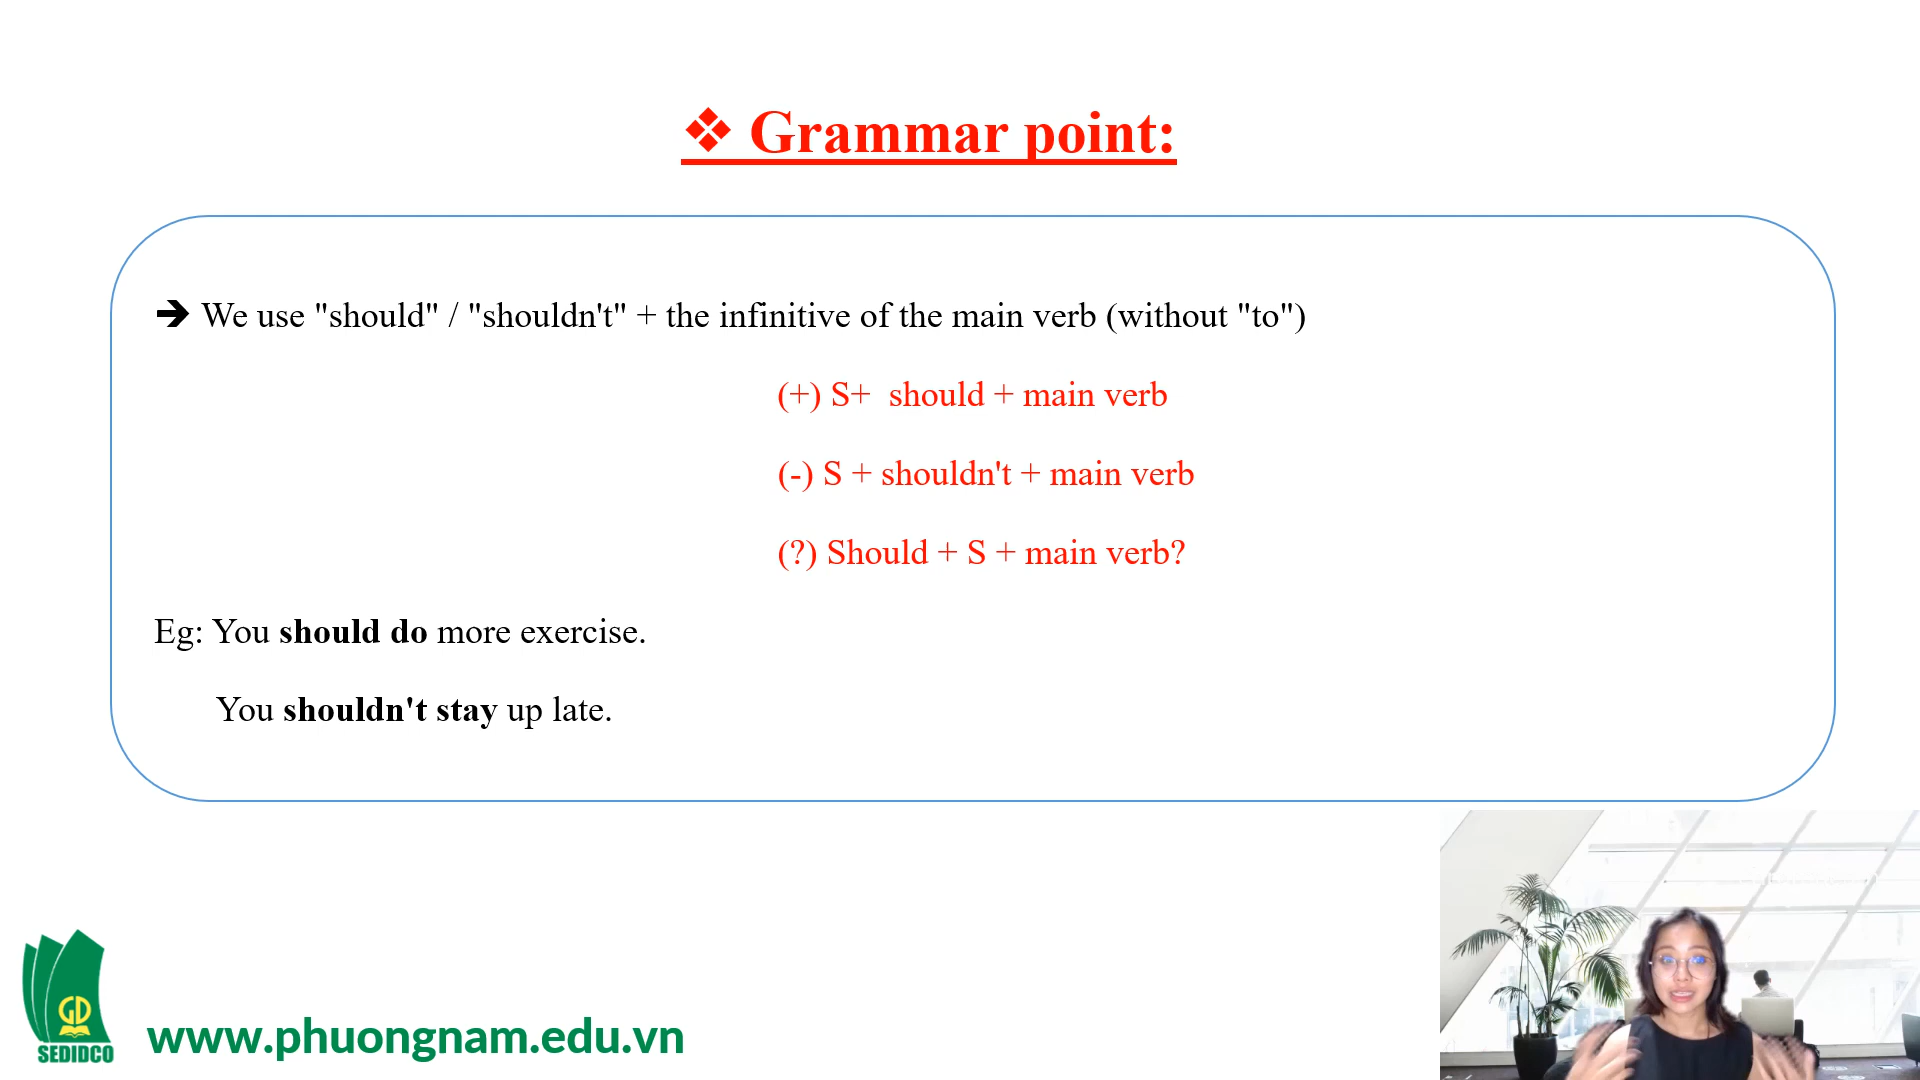 ❖ Grammar point:
➔ We use "should" / "shouldn't" + the infinitive of the main verb (without "to")
(+) S+ should + main verb
(-) S + shouldn't + main verb
(?) Should + S + main verb?
Eg: You should do more exercise.
You shouldn't stay up late.
GD
SEDIDCO
www.phuongnam.edu.vn